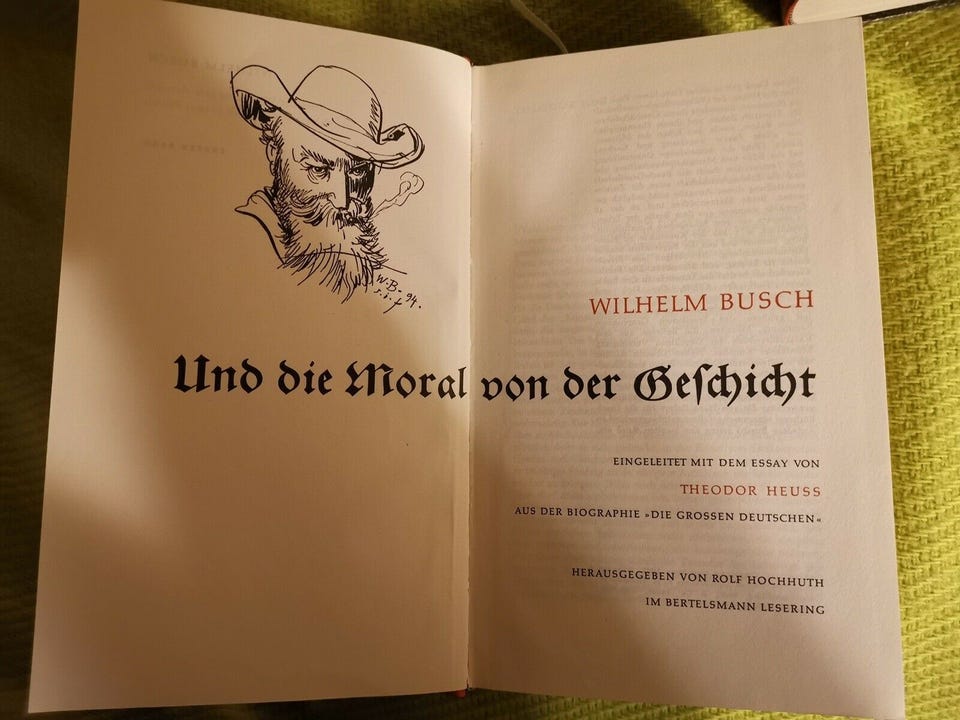 W.B. 94.
WILHELM BUSCH
Und die Moral von der Geschicht
EINGELEITET MIT DEM ESSAY VON
THEODOR HEUSS
AUS DER BIOGRAPHIE »DIE GROSSEN DEUTSCHEN«
HERAUSGEGEBEN VON ROLF HOCHHUTH
IM BERTELSMANN LESERING